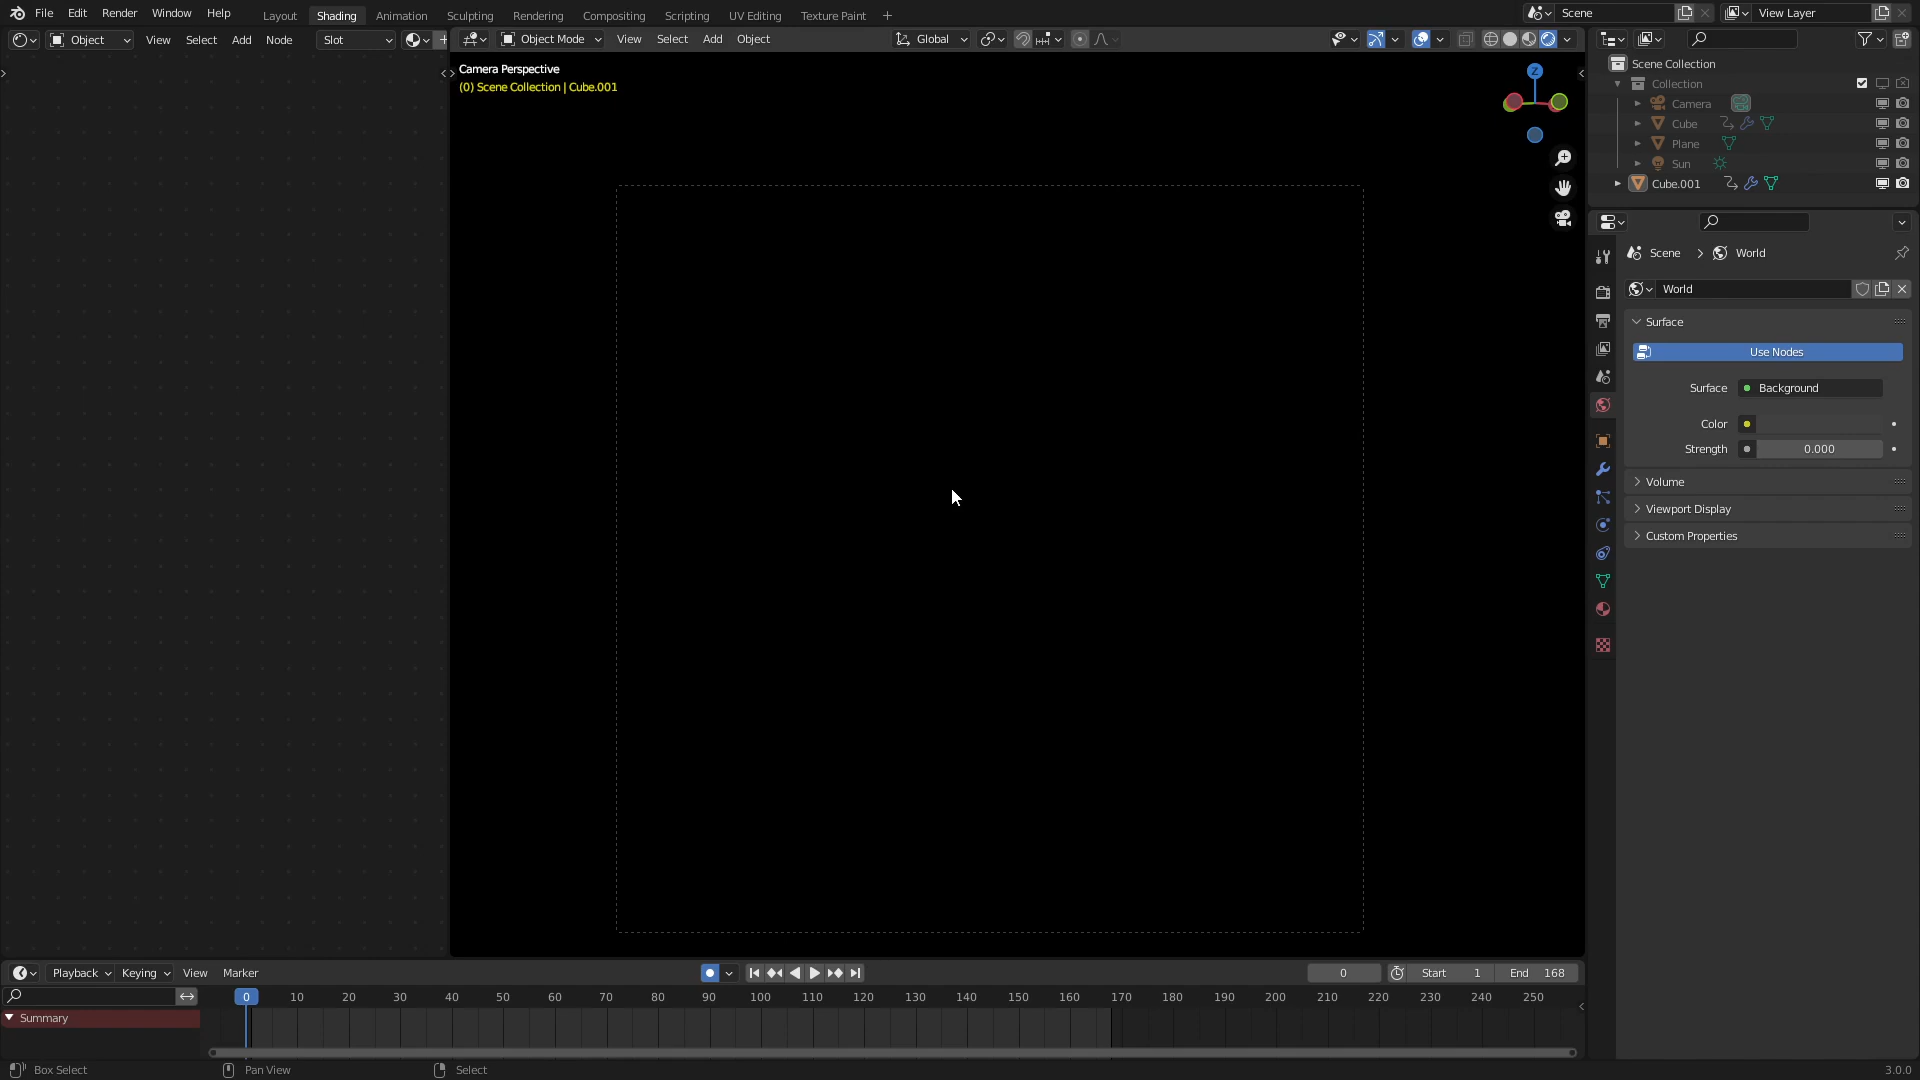 File Edit Render Window Help Layout Shading Animation Sculpting Rendering Compositing Scripting UV Editing Texture Paint + Scene View Layer
Object View Select Add Node Slot
Object Mode View Select Add Object Global
Camera Perspective
(0) Scene Collection | Cube.001
Z
Scene Collection
Collection
Camera
Cube
Plane
Sun
Cube.001
Scene > World
World
Surface
Use Nodes
Surface Background
Color
Strength 0.000
Volume
Viewport Display
Custom Properties
Playback Keying View Marker 0 Start 1 End 168
0 10 20 30 40 50 60 70 80 90 100 110 120 130 140 150 160 170 180 190 200 210 220 230 240 250
Summary
Box Select Pan View Select 3.0.0